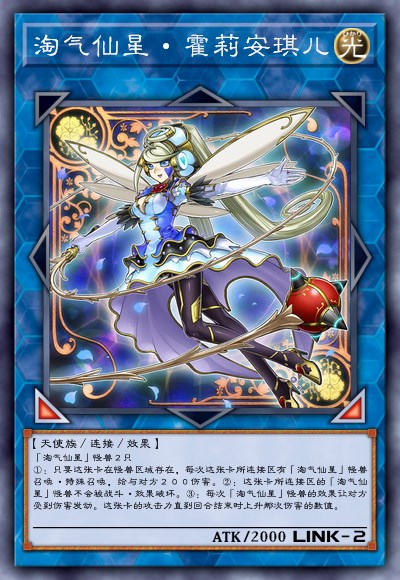 淘气仙星·霍莉安琪儿
光
【天使族／连接／效果】
「淘气仙星」怪兽2只
①：只要这张卡在怪兽区域存在，每次这张卡所连接区有「淘气仙星」怪兽
召唤·特殊召唤，给与对方200伤害。②：这张卡所连接区的「淘气仙
星」怪兽不会被战斗·效果破坏。③：每次「淘气仙星」怪兽的效果让对方
受到伤害发动。这张卡的攻击力直到回合结束时上升那次伤害的数值。
ATK/2000 LINK-2